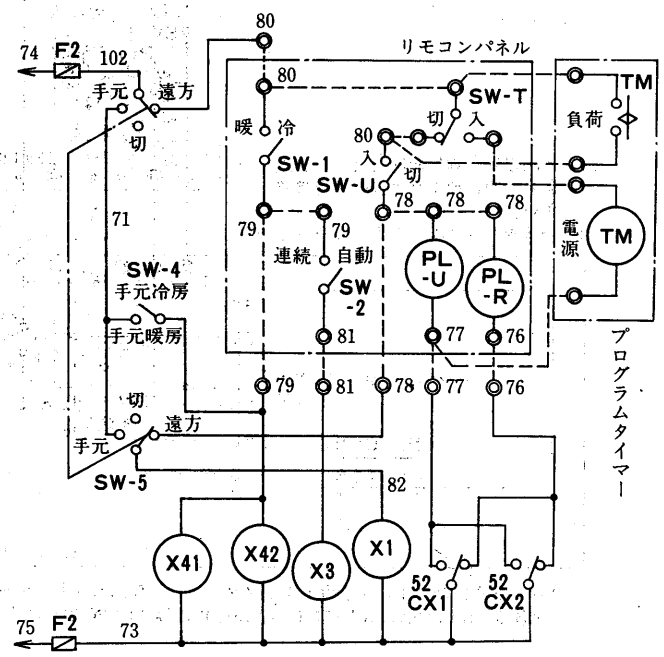 80
74 F2 102
リモコンパネル
手元 遠方
切
80
SW-T
切 入
TM
負荷
暖 冷
80
入
SW-1
SW-U 切
71
79 79 78 78 78
電源
TM
連続 自動
PL-U
PL-R
SW-4
手元冷房
手元暖房
SW-2
81 77 76
プログラムタイマー
79 81 78 77 76
切
手元 遠方
SW-5
82
X41 X42 X3 X1
52 CX1
52 CX2
75 F2 73